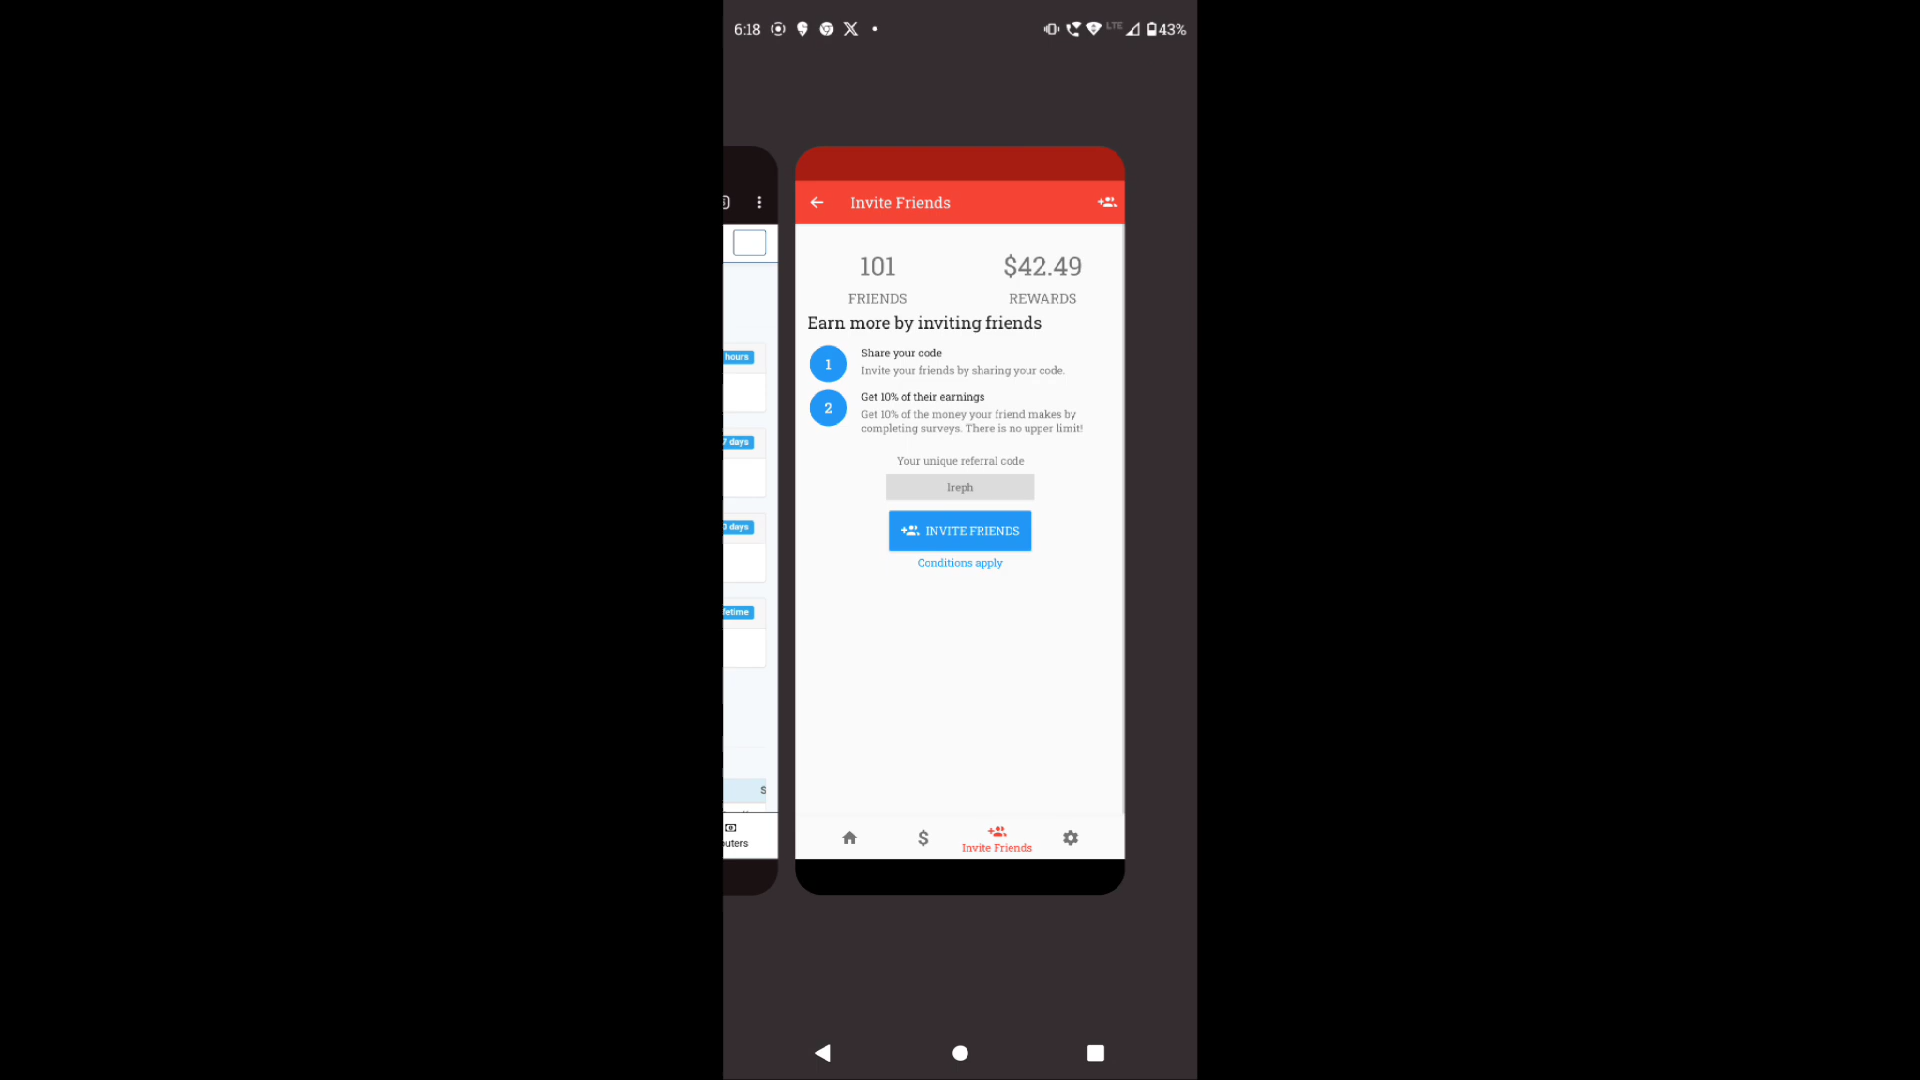 6:18
LTE
43%
Invite Friends
101
$42.49
FRIENDS
REWARDS
Earn more by inviting friends
1
Share your code
Invite your friends by sharing your code.
2
Get 10% of their earnings
Get 10% of the money your friend makes by
completing surveys. There is no upper limit!
Your unique referral code
INVITE FRIENDS
Conditions apply
Invite Friends
hours
7 days
days